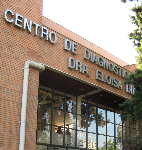 CENTRO DE DIAGNOSTICO
DRA. ELOISA